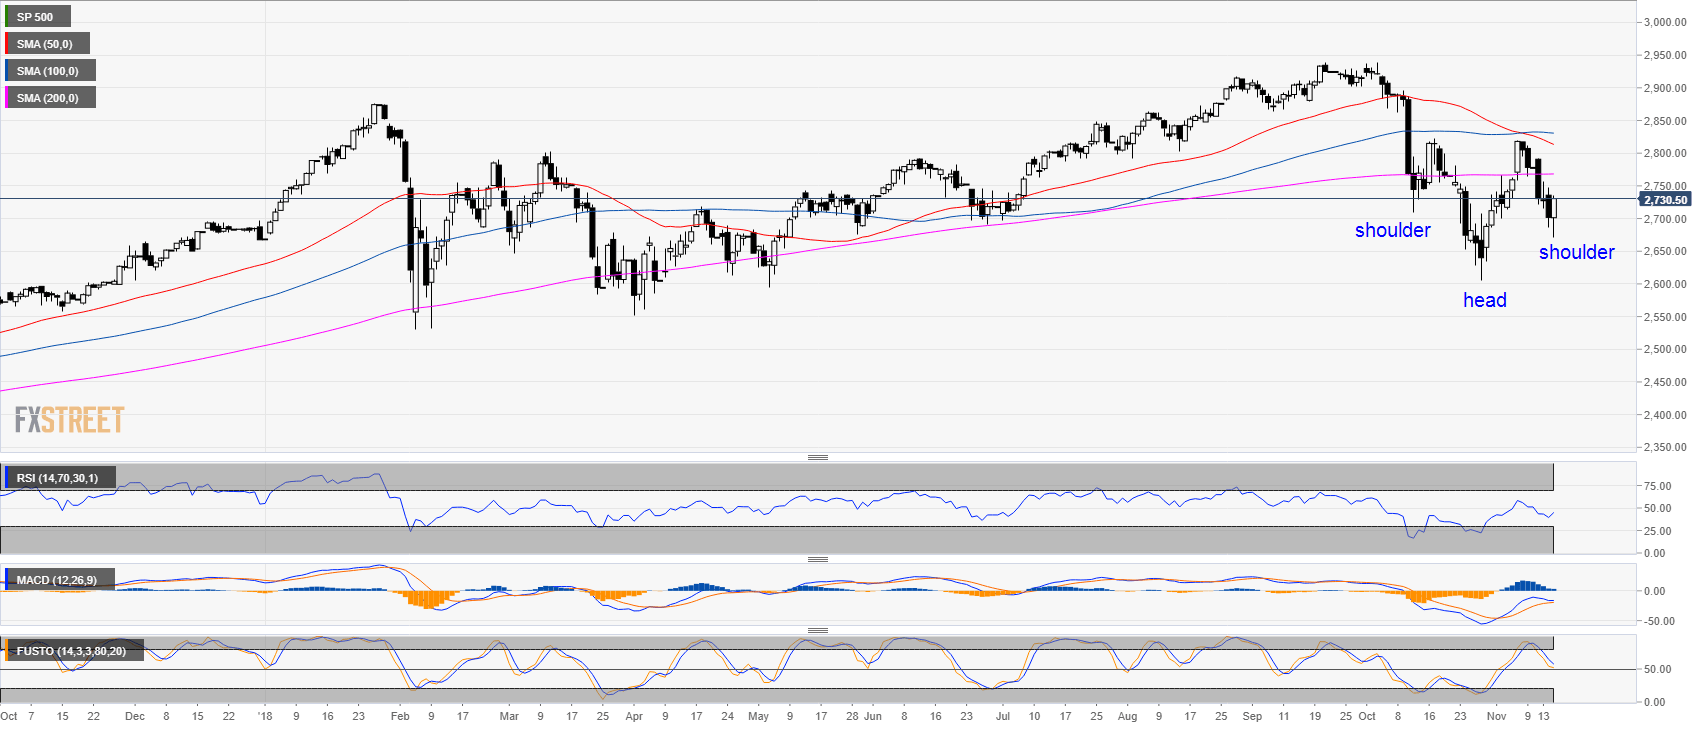 SP 500
SMA (50,0)
SMA (100,0)
SMA (200,0)
3,000.00
2,950.00
2,900.00
2,850.00
2,800.00
2,750.00
2,730.50
2,700.00
2,650.00
2,600.00
2,550.00
2,500.00
2,450.00
2,400.00
2,350.00
shoulder
shoulder
head
FXSTREET
RSI (14,70,30,1)
75.00
50.00
25.00
0.00
MACD (12,26,9)
0.00
-50.00
FUSTO (14,3,3,80,20)
50.00
0.00
Oct 7 15 22 Dec 8 15 22 '18 9 16 23 Feb 9 17 Mar 9 17 25 Apr 9 17 24 May 9 17 28 Jun 8 16 23 Jul 10 17 25 Aug 9 17 25 Sep 11 19 25 Oct 8 16 23 Nov 9 13